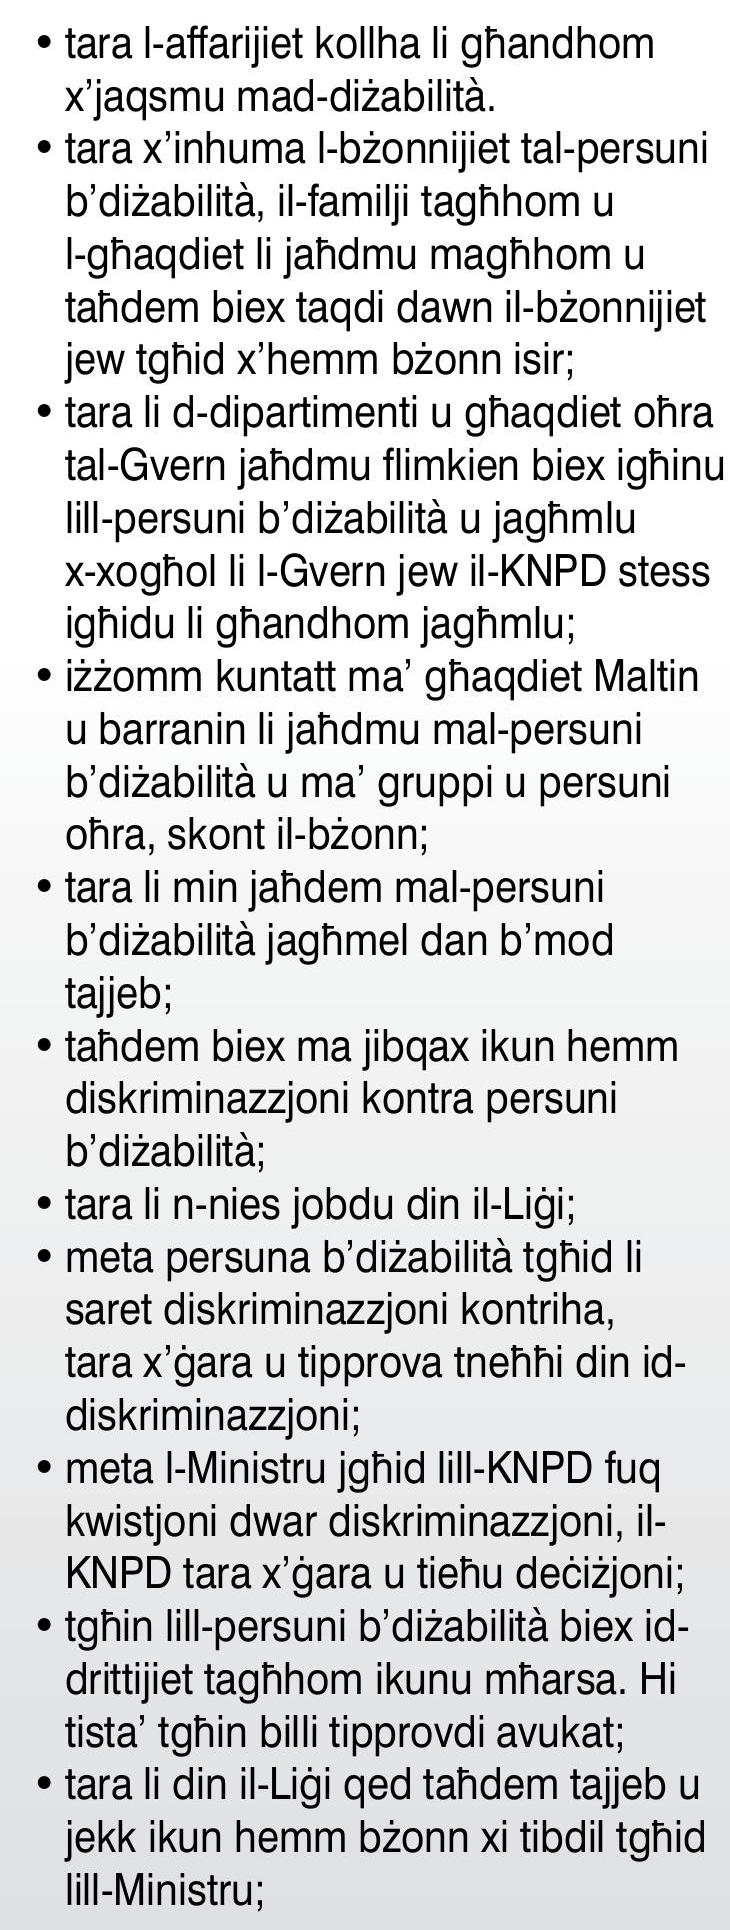 • tara l-affarijiet kollha li għandhom
x’jaqsmu mad-diżabilità.
• tara x’inhuma l-bżonnijiet tal-persuni
b’diżabilità, il-familji tagħhom u
l-għaqdiet li jaħdmu magħhom u
taħdem biex taqdi dawn il-bżonnijiet
jew tgħid x’hemm bżonn isir;
• tara li d-dipartimenti u għaqdiet oħra
tal-Gvern jaħdmu flimkien biex igħinu
lill-persuni b’diżabilità u jagħmlu
x-xogħol li l-Gvern jew il-KNPD stess
igħidu li għandhom jagħmlu;
• iżżomm kuntatt ma’ għaqdiet Maltin
u barranin li jaħdmu mal-persuni
b’diżabilità u ma’ gruppi u persuni
oħra, skont il-bżonn;
• tara li min jaħdem mal-persuni
b’diżabilità jagħmel dan b’mod
tajjeb;
• taħdem biex ma jibqax ikun hemm
diskriminazzjoni kontra persuni
b’diżabilità;
• tara li n-nies jobdu din il-Liġi;
• meta persuna b’diżabilità tgħid li
saret diskriminazzjoni kontriha,
tara x’ġara u tipprova tneħħi din id-
diskriminazzjoni;
• meta l-Ministru jgħid lill-KNPD fuq
kwistjoni dwar diskriminazzjoni, il-
KNPD tara x’ġara u tieħu deċiżjoni;
• tgħin lill-persuni b’diżabilità biex id-
drittijiet tagħhom ikunu mħarsa. Hi
tista’ tgħin billi tipprovdi avukat;
• tara li din il-Liġi qed taħdem tajjeb u
jekk ikun hemm bżonn xi tibdil tgħid
lill-Ministru;